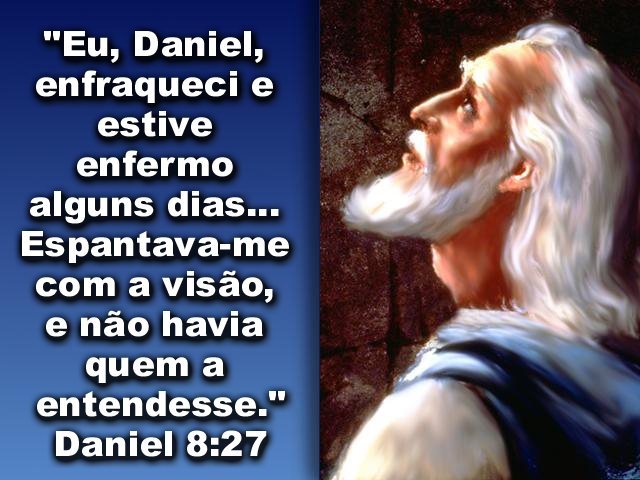 "Eu, Daniel,
enfraqueci e
estive
enfermo
alguns dias...
Espantava-me
com a visão,
e não havia
quem a
entendesse."
Daniel 8:27